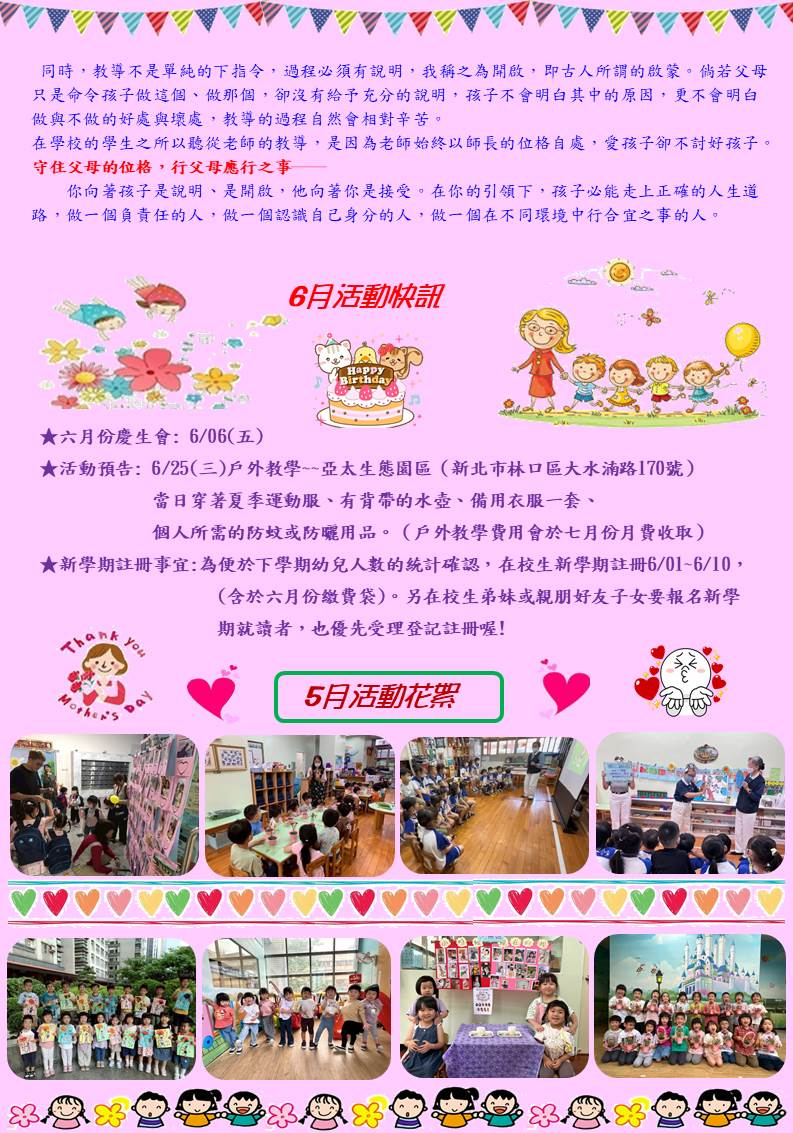 同時，教導不是單純的下指令，過程必須有說明，我稱之為開啟，即古人所謂的啟蒙。倘若父母
只是命令孩子做這個、做那個，卻沒有給予充分的說明，孩子不會明白其中的原因，更不會明白
做與不做的好處與壞處，教導的過程自然會相對辛苦。
在學校的學生之所以聽從老師的教導，是因為老師始終以師長的位格自處，愛孩子卻不討好孩子。
守住父母的位格，行父母應行之事——
你向著孩子是說明、是開啟，他向著你是接受。在你的引領下，孩子必能走上正確的人生道
路，做一個負責任的人，做一個認識自己身分的人，做一個在不同環境中行合宜之事的人。
6月活動快訊
Happy
Birthday
★六月份慶生會: 6/06(五)
★活動預告: 6/25(三)戶外教學~~亞太生態園區（新北市林口區大水湳路170號）
當日穿著夏季運動服、有背帶的水壺、備用衣服一套、
個人所需的防蚊或防曬用品。（戶外教學費用會於七月份月費收取）
★新學期註冊事宜:為便於下學期幼兒人數的統計確認，在校生新學期註冊6/01~6/10，
(含於六月份繳費袋)。另在校生弟妹或親朋好友子女要報名新學
期就讀者，也優先受理登記註冊喔!
Thank you
Mother's Day
5月活動花絮